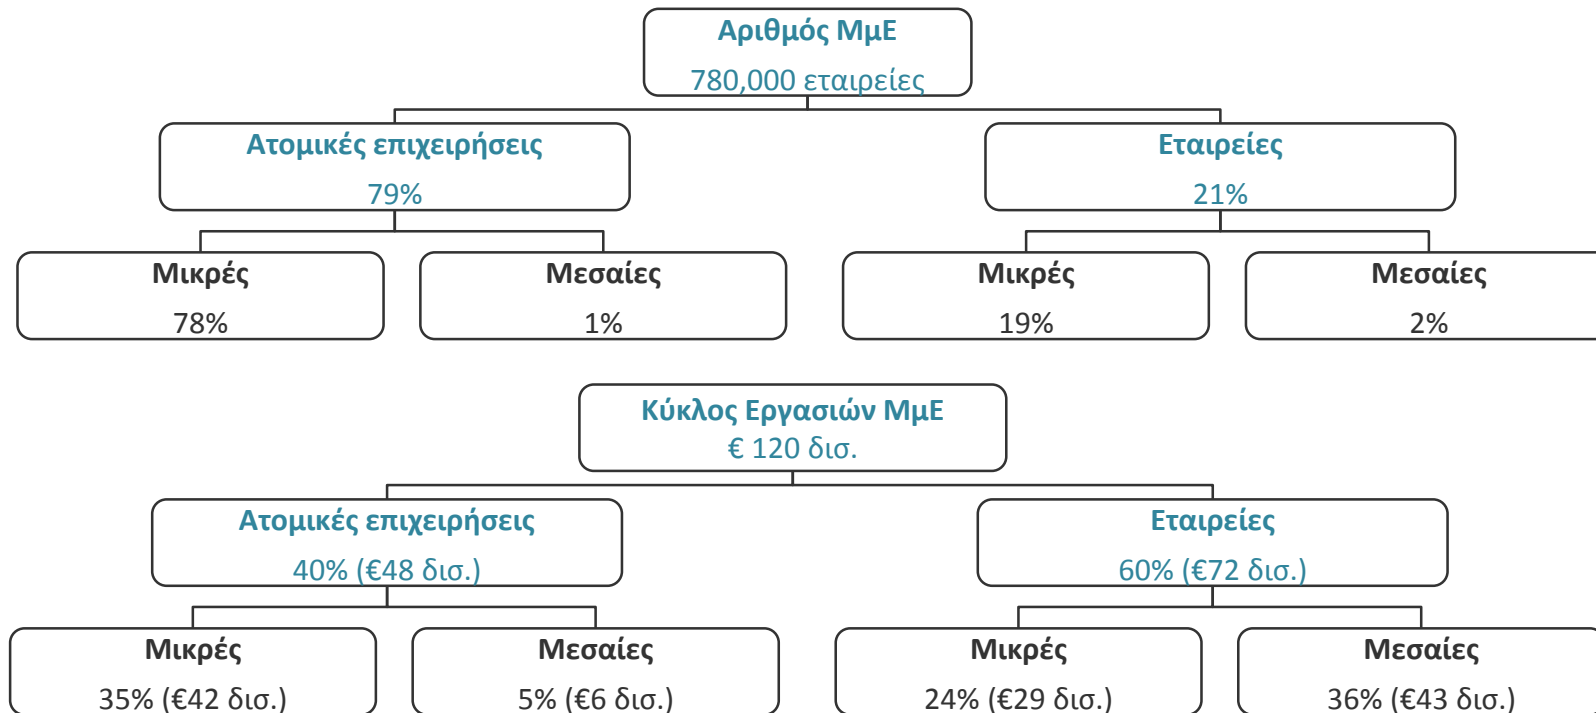 Αριθμός ΜμΕ
780,000 εταιρείες
Ατομικές επιχειρήσεις
79%
Εταιρείες
21%
Μικρές
78%
Μεσαίες
1%
Μικρές
19%
Μεσαίες
2%
Κύκλος Εργασιών ΜμΕ
€ 120 δισ.
Ατομικές επιχειρήσεις
40% (€48 δισ.)
Εταιρείες
60% (€72 δισ.)
Μικρές
35% (€42 δισ.)
Μεσαίες
5% (€6 δισ.)
Μικρές
24% (€29 δισ.)
Μεσαίες
36% (€43 δισ.)